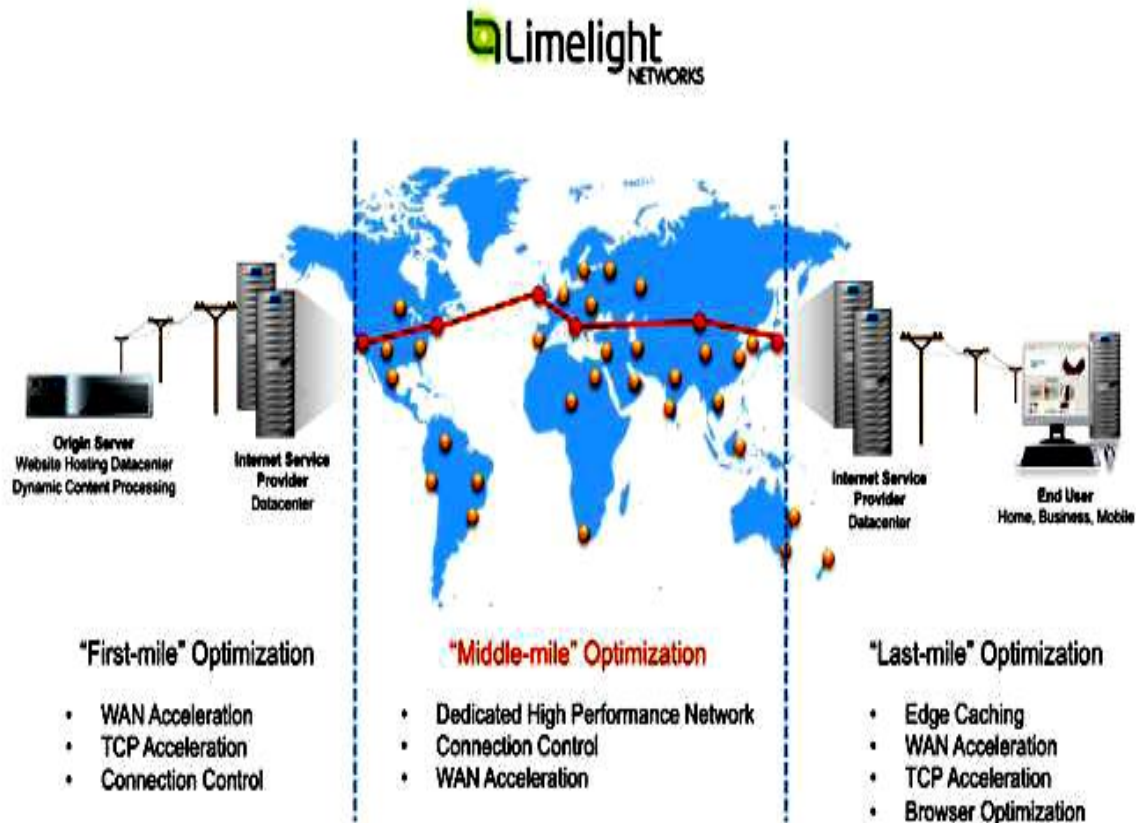 Limelight
NETWORKS
Origin Server
Website Hosting Datacenter
Dynamic Content Processing
Internet Service
Provider
Datacenter
Internet Service
Provider
Datacenter
End User
Home, Business, Mobile
"First-mile" Optimization
• WAN Acceleration
• TCP Acceleration
• Connection Control
"Middle-mile" Optimization
• Dedicated High Performance Network
• Connection Control
• WAN Acceleration
"Last-mile" Optimization
• Edge Caching
• WAN Acceleration
• TCP Acceleration
• Browser Optimization